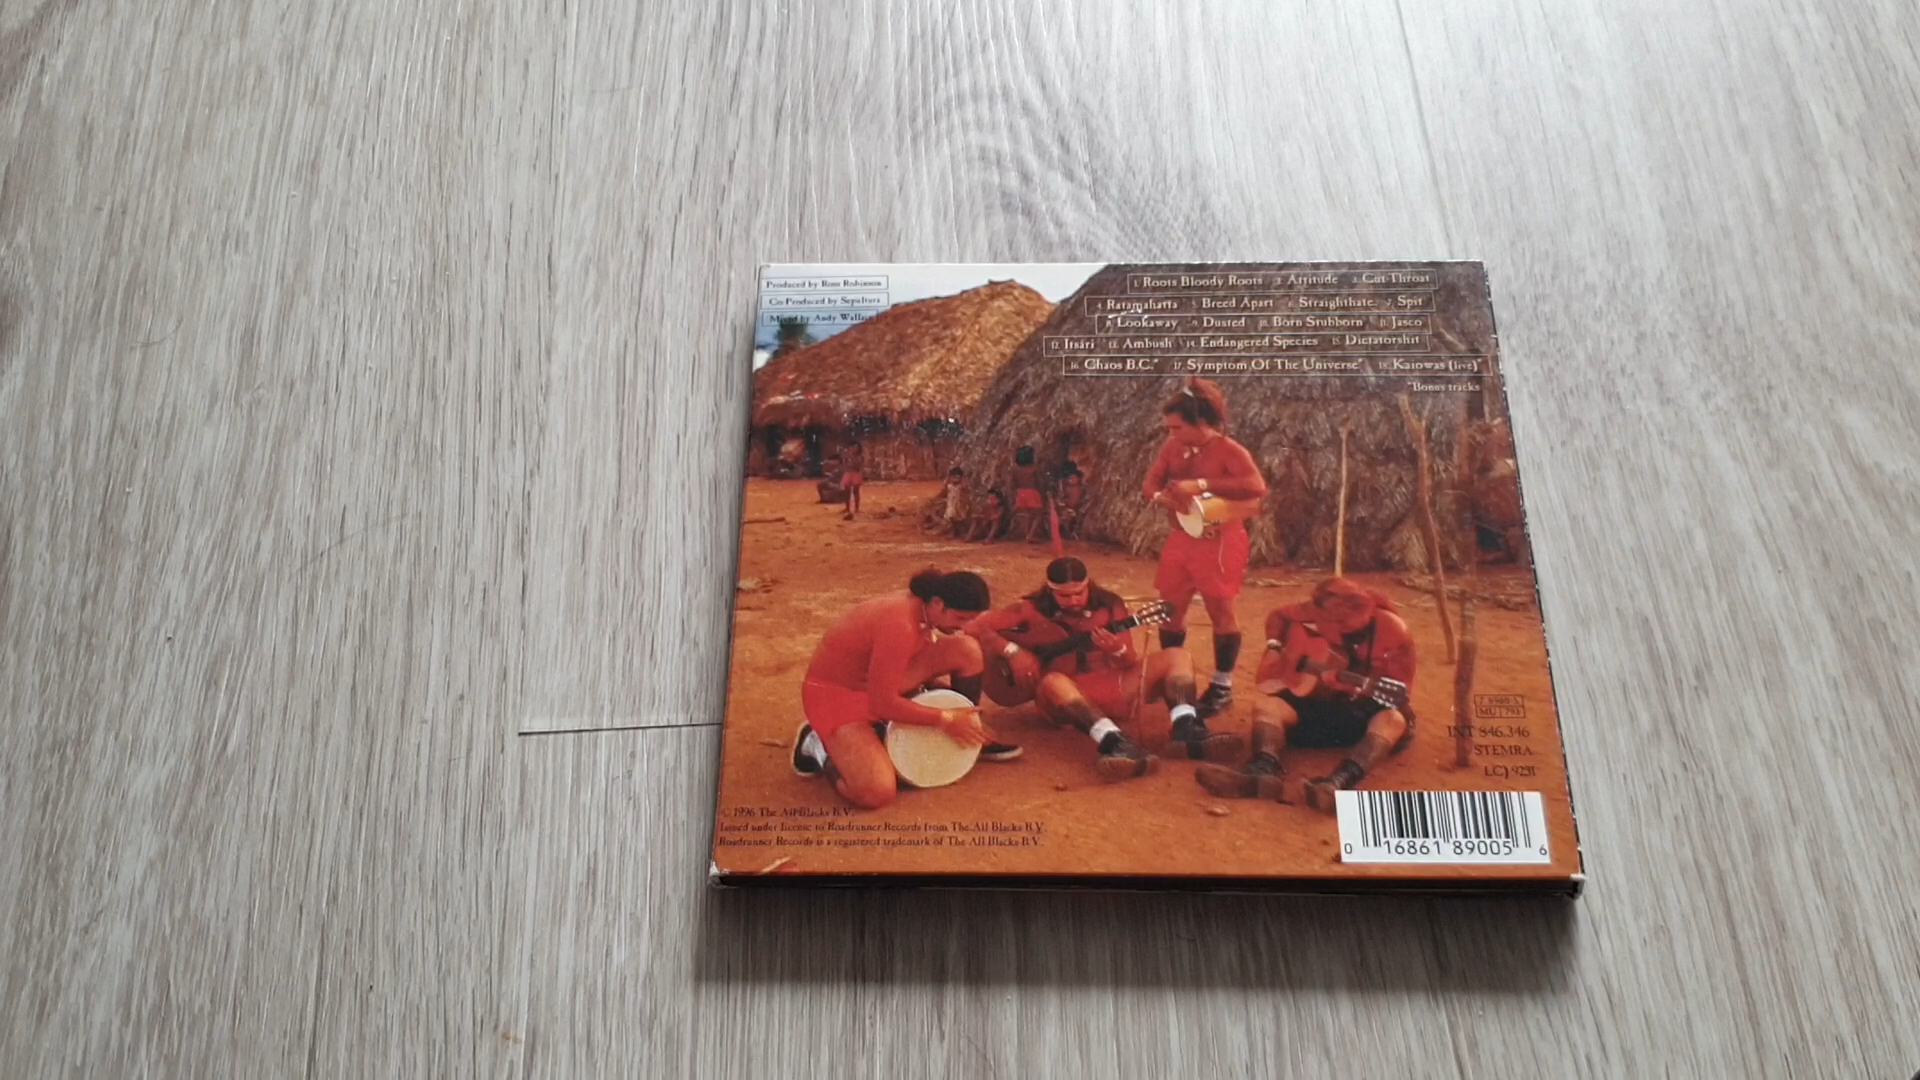 Produced by Ross Robinson
Co-Produced by Sepultura
Mixed by Andy Wallace
1. Roots Bloody Roots 2. Attitude 3. Cut-Throat
4. Ratamahatta 5. Breed Apart 6. Straighthate 7. Spit
8. Lookaway 9. Dusted 10. Born Stubborn 11. Jasco
12. Itsári 13. Ambush 14. Endangered Species 15. Dictatorshit
16. Chaos B.C.* 17. Symptom Of The Universe* 18. Kaiowas (live)*
*Bonus tracks
INT 846.346
STEMRA
LC) 9231
© 1996 The All Blacks B.V.
Issued under license to Roadrunner Records from The All Blacks B.V.
Roadrunner Records is a registered trademark of The All Blacks B.V.
0 16861 89005 6